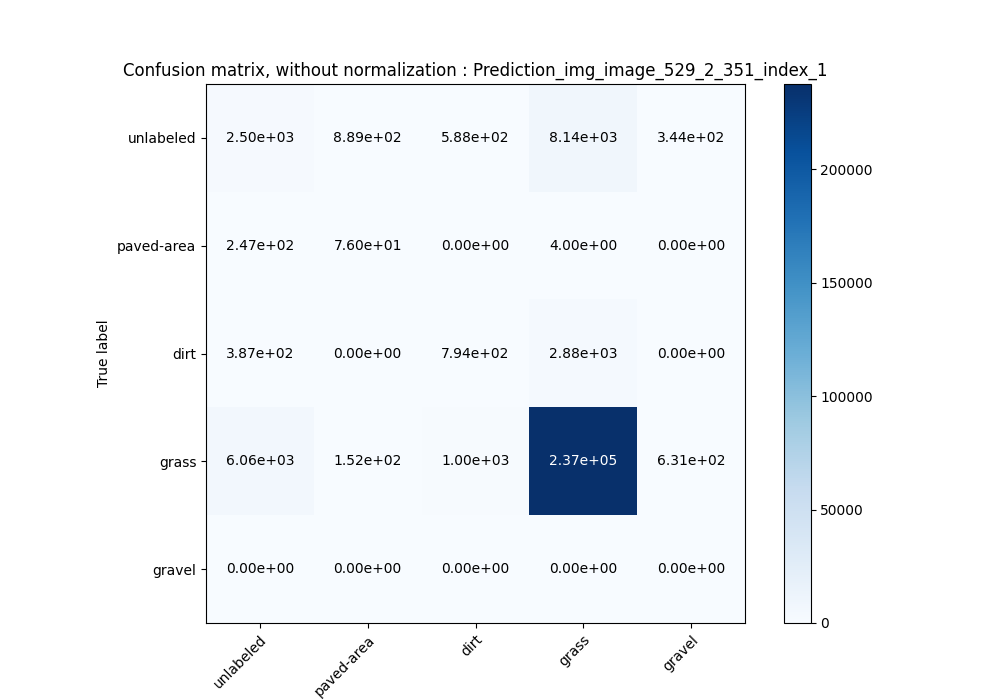 Confusion matrix, without normalization : Prediction_img_image_529_2_351_index_1
unlabeled 2.50e+03 8.89e+02 5.88e+02 8.14e+03 3.44e+02
paved-area 2.47e+02 7.60e+01 0.00e+00 4.00e+00 0.00e+00
dirt 3.87e+02 0.00e+00 7.94e+02 2.88e+03 0.00e+00
grass 6.06e+03 1.52e+02 1.00e+03 2.37e+05 6.31e+02
gravel 0.00e+00 0.00e+00 0.00e+00 0.00e+00 0.00e+00
True label
unlabeled paved-area dirt grass gravel
200000
150000
100000
50000
0